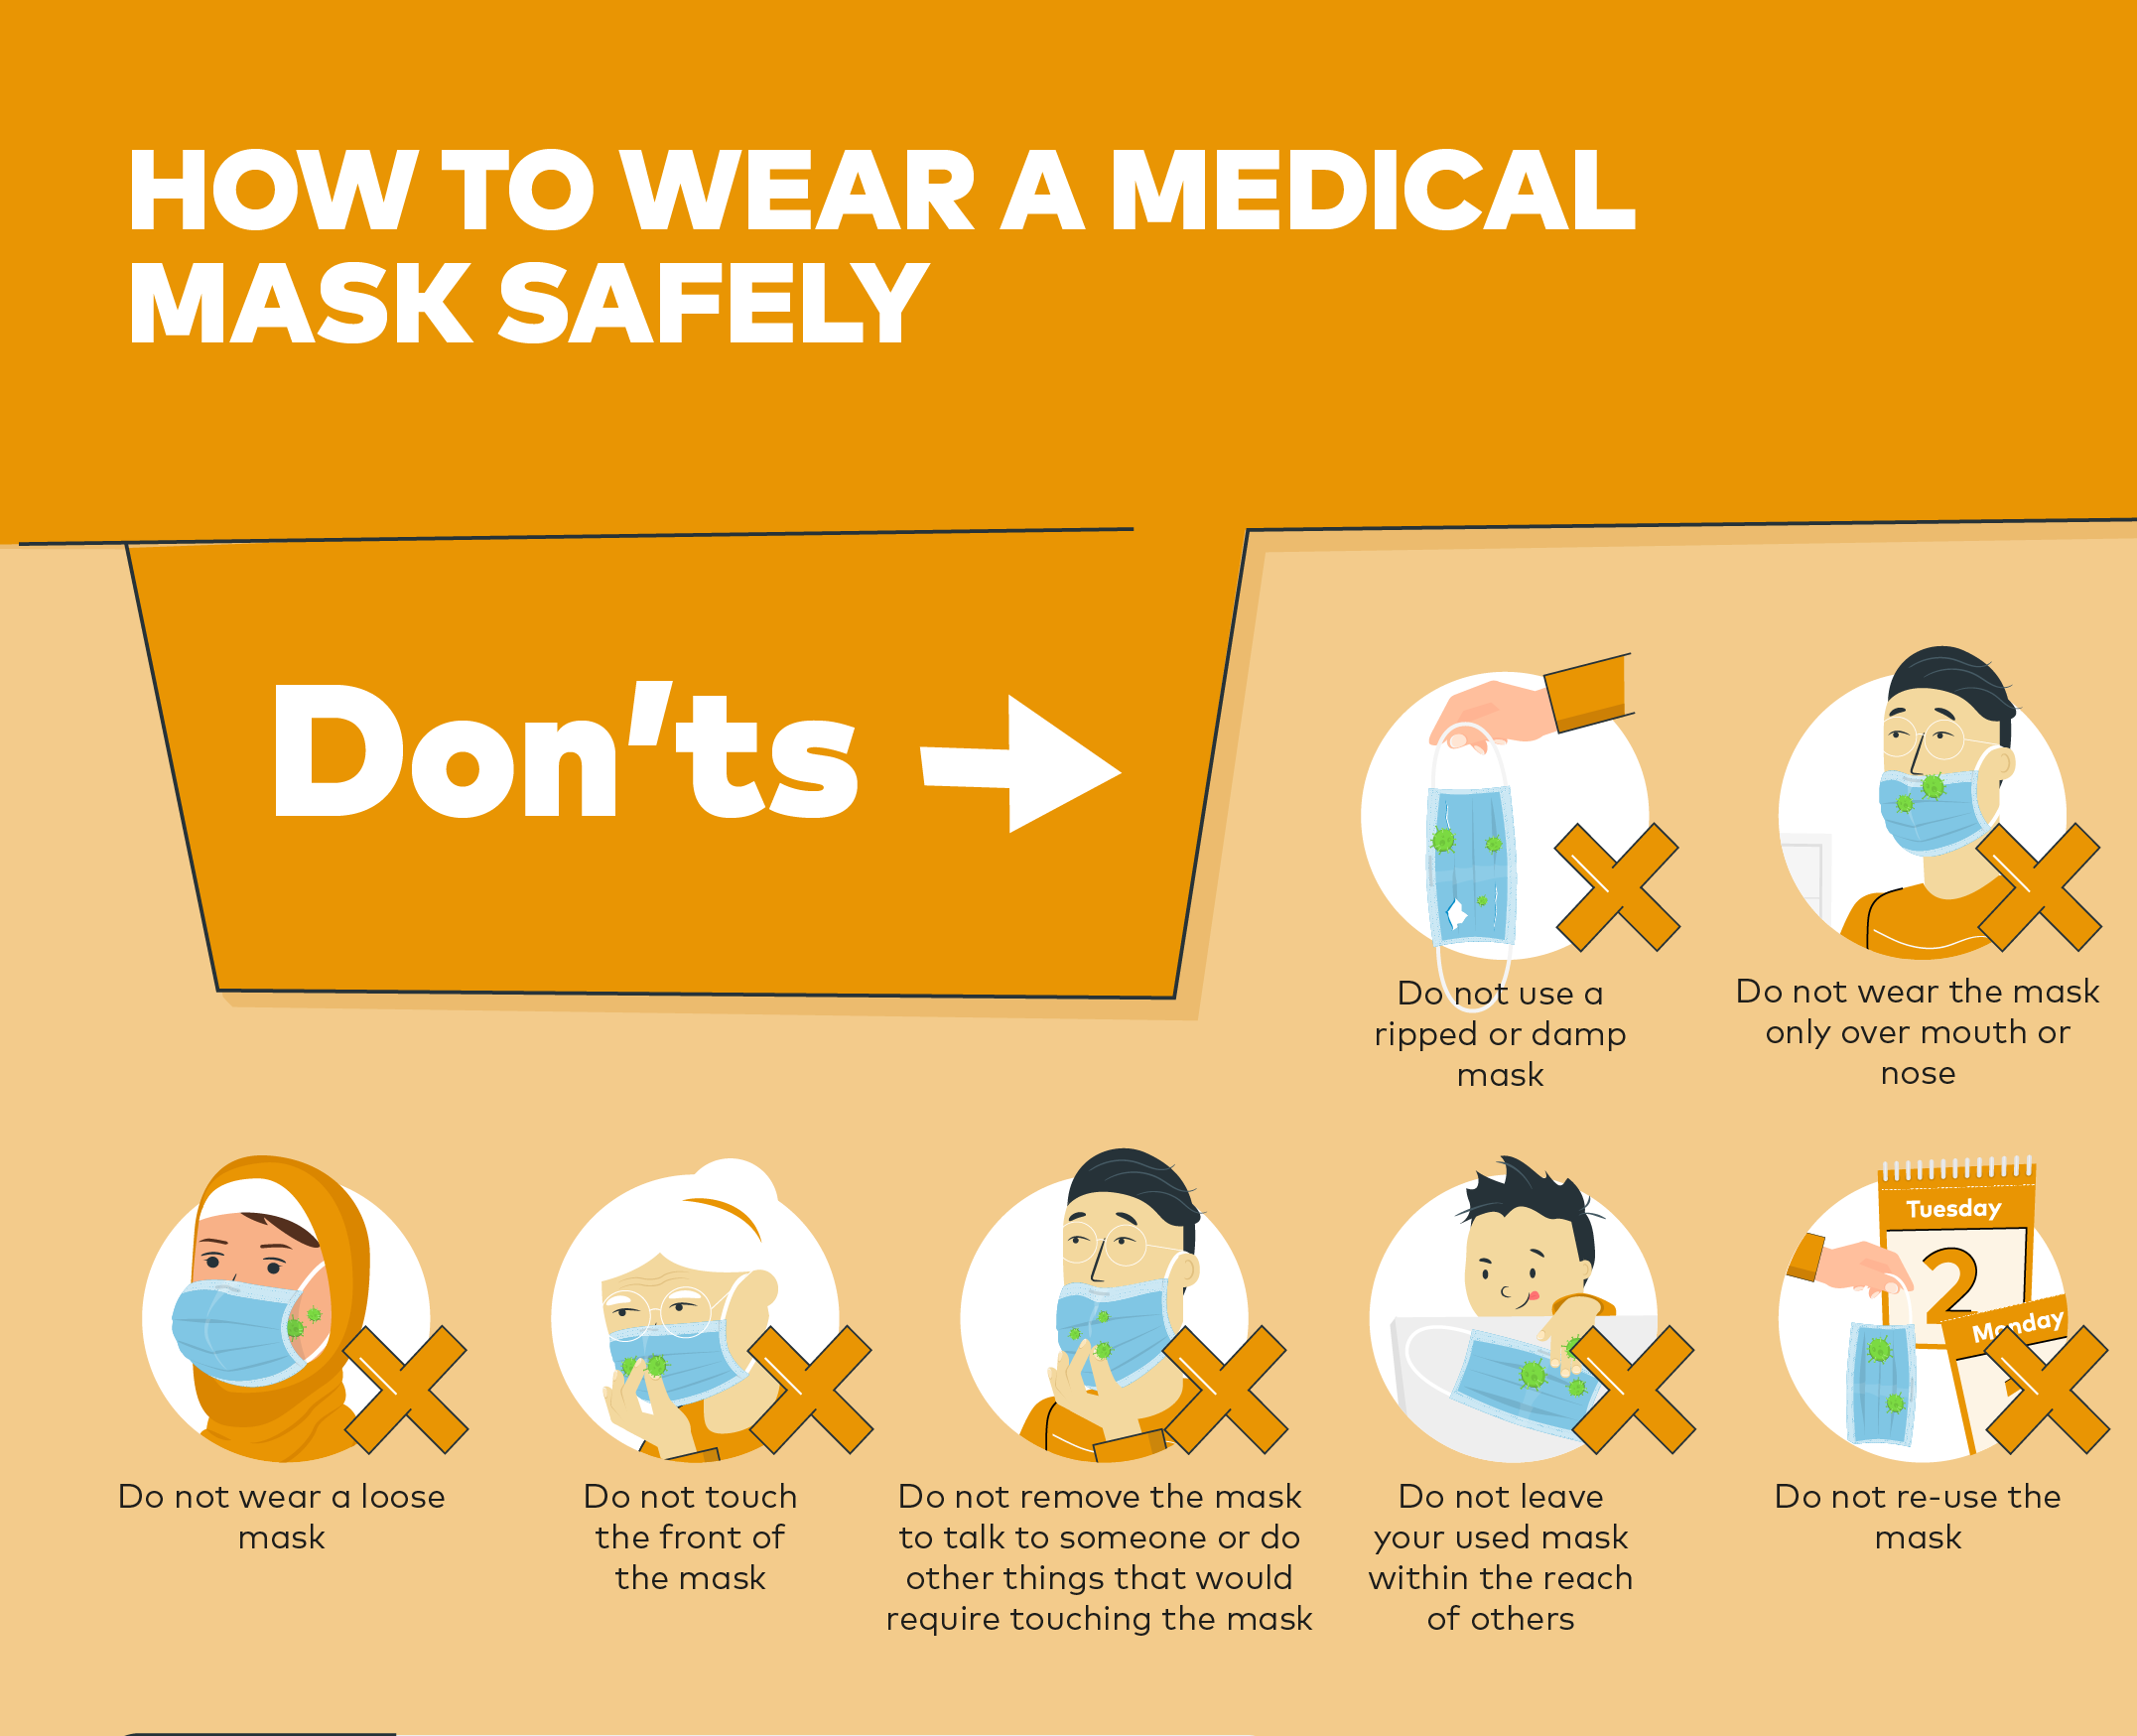 HOW TO WEAR A MEDICAL
MASK SAFELY
Don'ts
Do not use a
ripped or damp
mask
Do not wear the mask
only over mouth or
nose
Do not wear a loose
mask
Do not touch
the front of
the mask
Do not remove the mask
to talk to someone or do
other things that would
require touching the mask
Do not leave
your used mask
within the reach
of others
Tuesday
2
Monday
Do not re-use the
mask